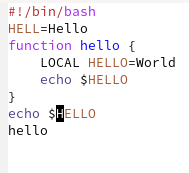 #!/bin/bash
HELL=Hello
function hello {
    LOCAL HELLO=World
    echo $HELLO
}
echo $HELLO
hello